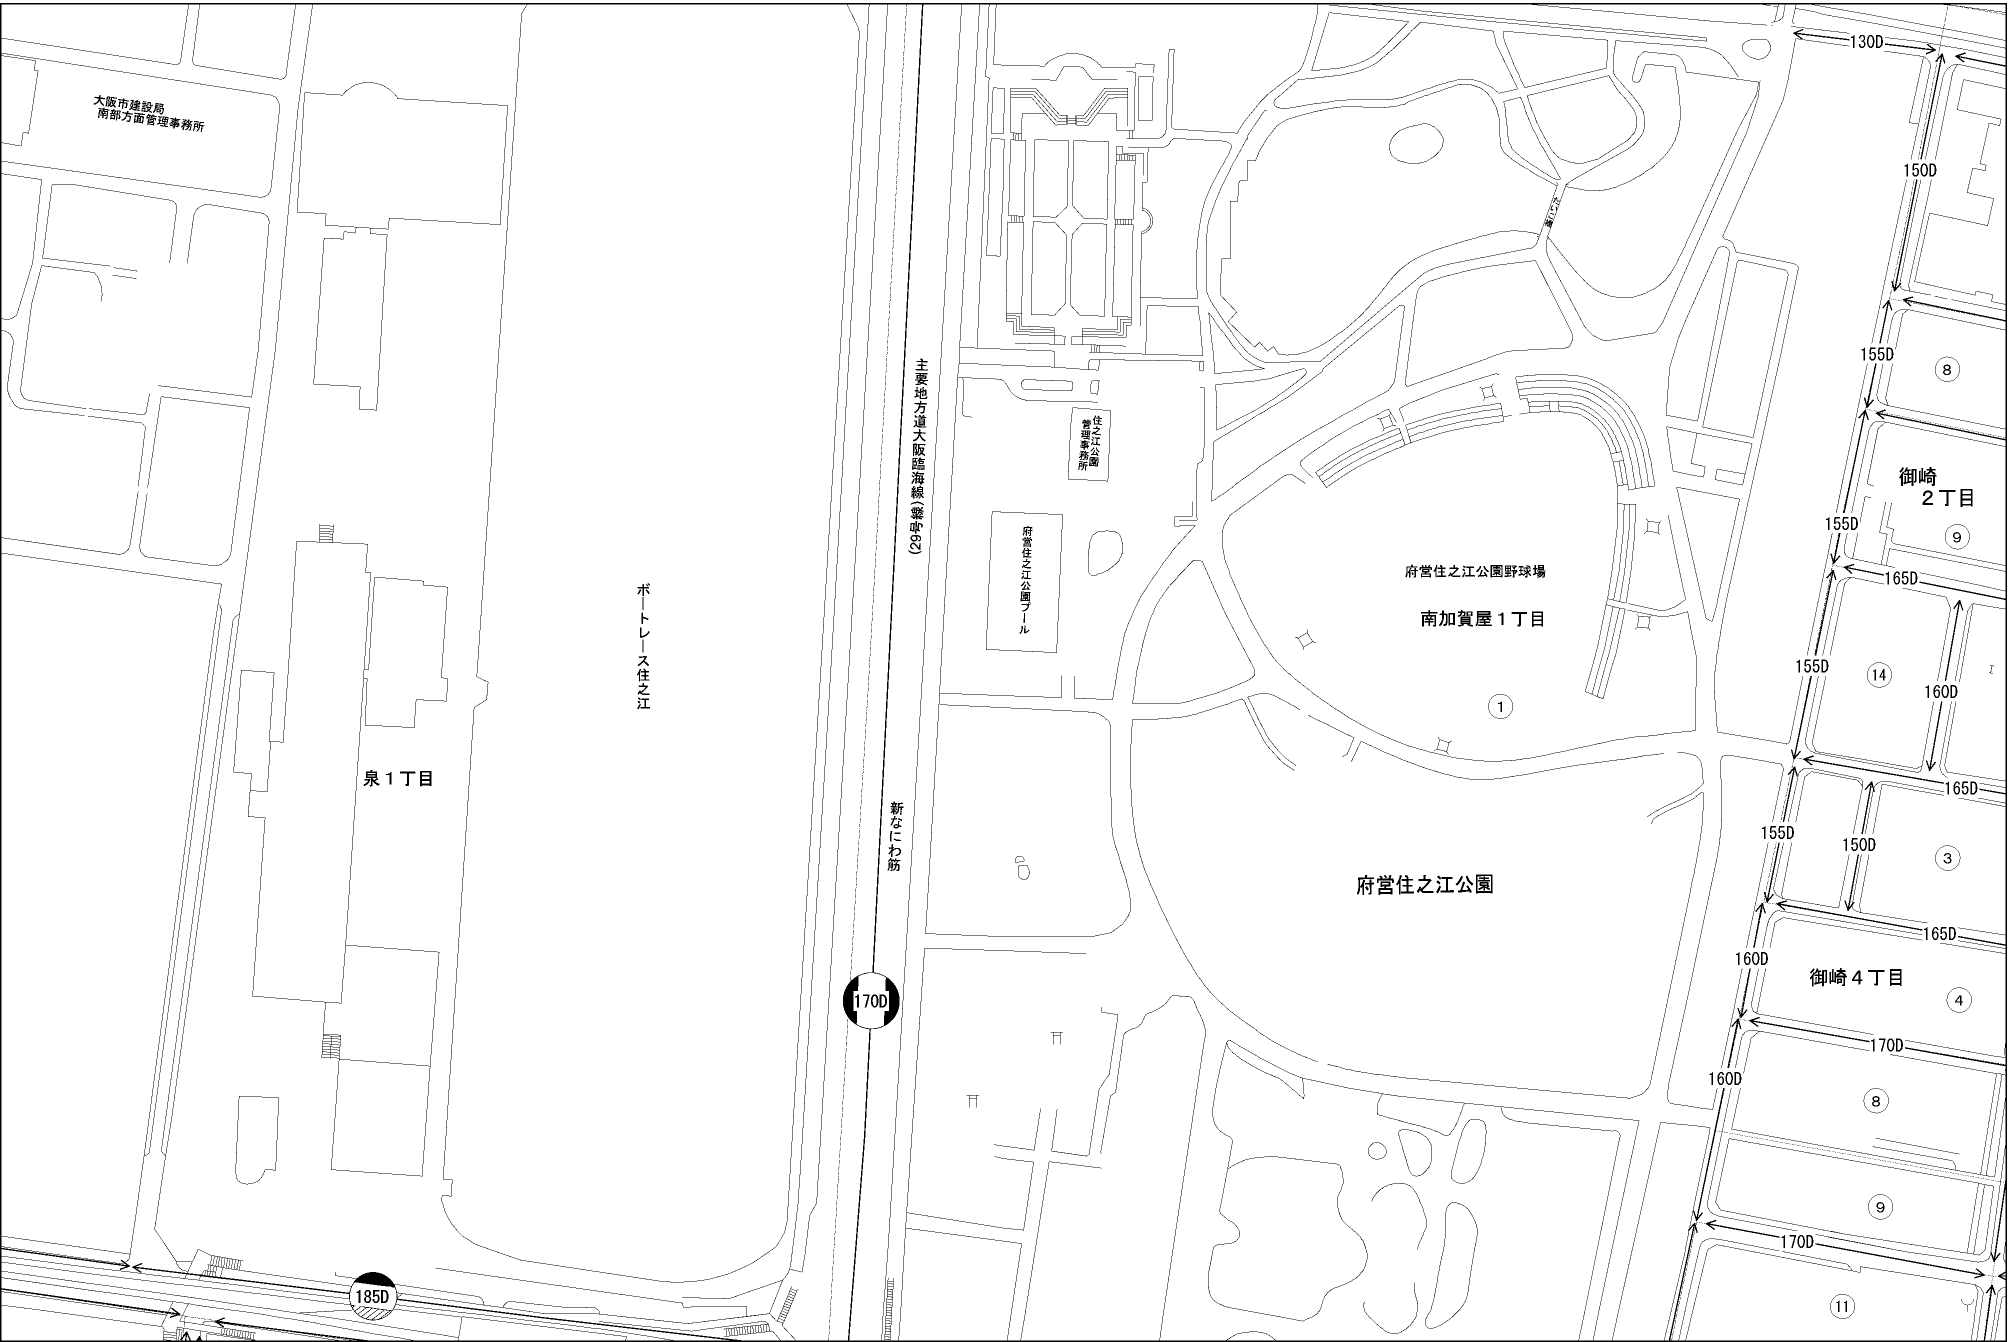 130D
大阪市建設局
南部方面管理事務所
150D
155D
8
主要地方道大阪臨海線(29号線)
住之江公園
管理事務所
御崎
2丁目
155D
9
府営住之江公園プール
府営住之江公園野球場
165D
南加賀屋1丁目
ボートレース住之江
155D
14
160D
1
泉1丁目
165D
新なにわ筋
155D
150D
3
府営住之江公園
165D
160D
御崎4丁目
170D
4
170D
160D
8
9
170D
185D
11